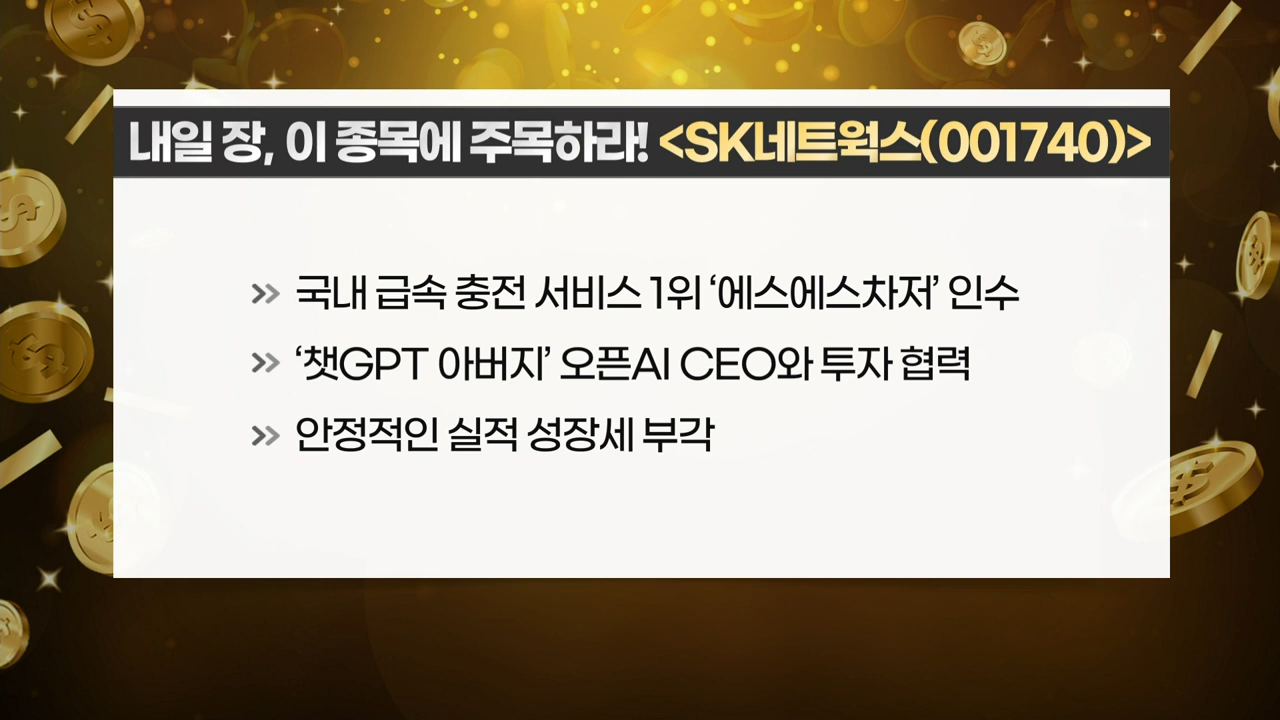 내일 장, 이 종목에 주목하라! <SK네트웍스(001740)>
>> 국내 급속 충전 서비스 1위 ‘에스에스차저’ 인수
>> ‘챗GPT 아버지’ 오픈AI CEO와 투자 협력
>> 안정적인 실적 성장세 부각